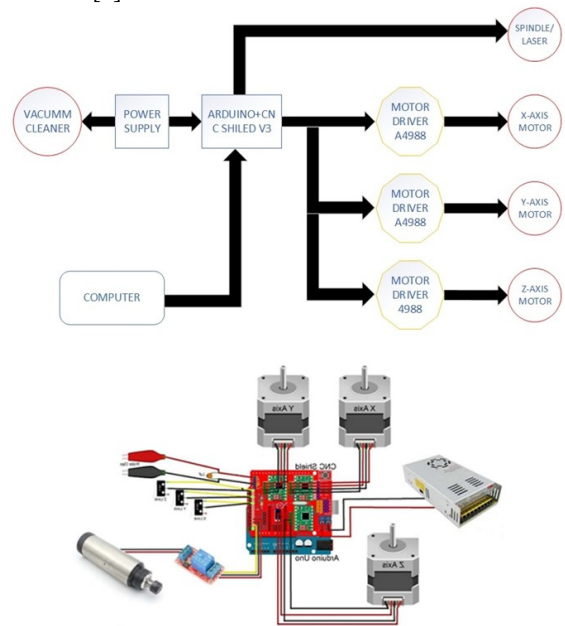 SPINDLE/
LASER
VACUMM
CLEANER
POWER
SUPPLY
ARDUINO+CN
C SHILED V3
MOTOR
DRIVER
A4988
X-AXIS
MOTOR
MOTOR
DRIVER
A4988
Y-AXIS
MOTOR
COMPUTER
MOTOR
DRIVER
4988
Z-AXIS
MOTOR
Y Axis
X Axis
CNC Shield
Arduino Uno
Z Axis